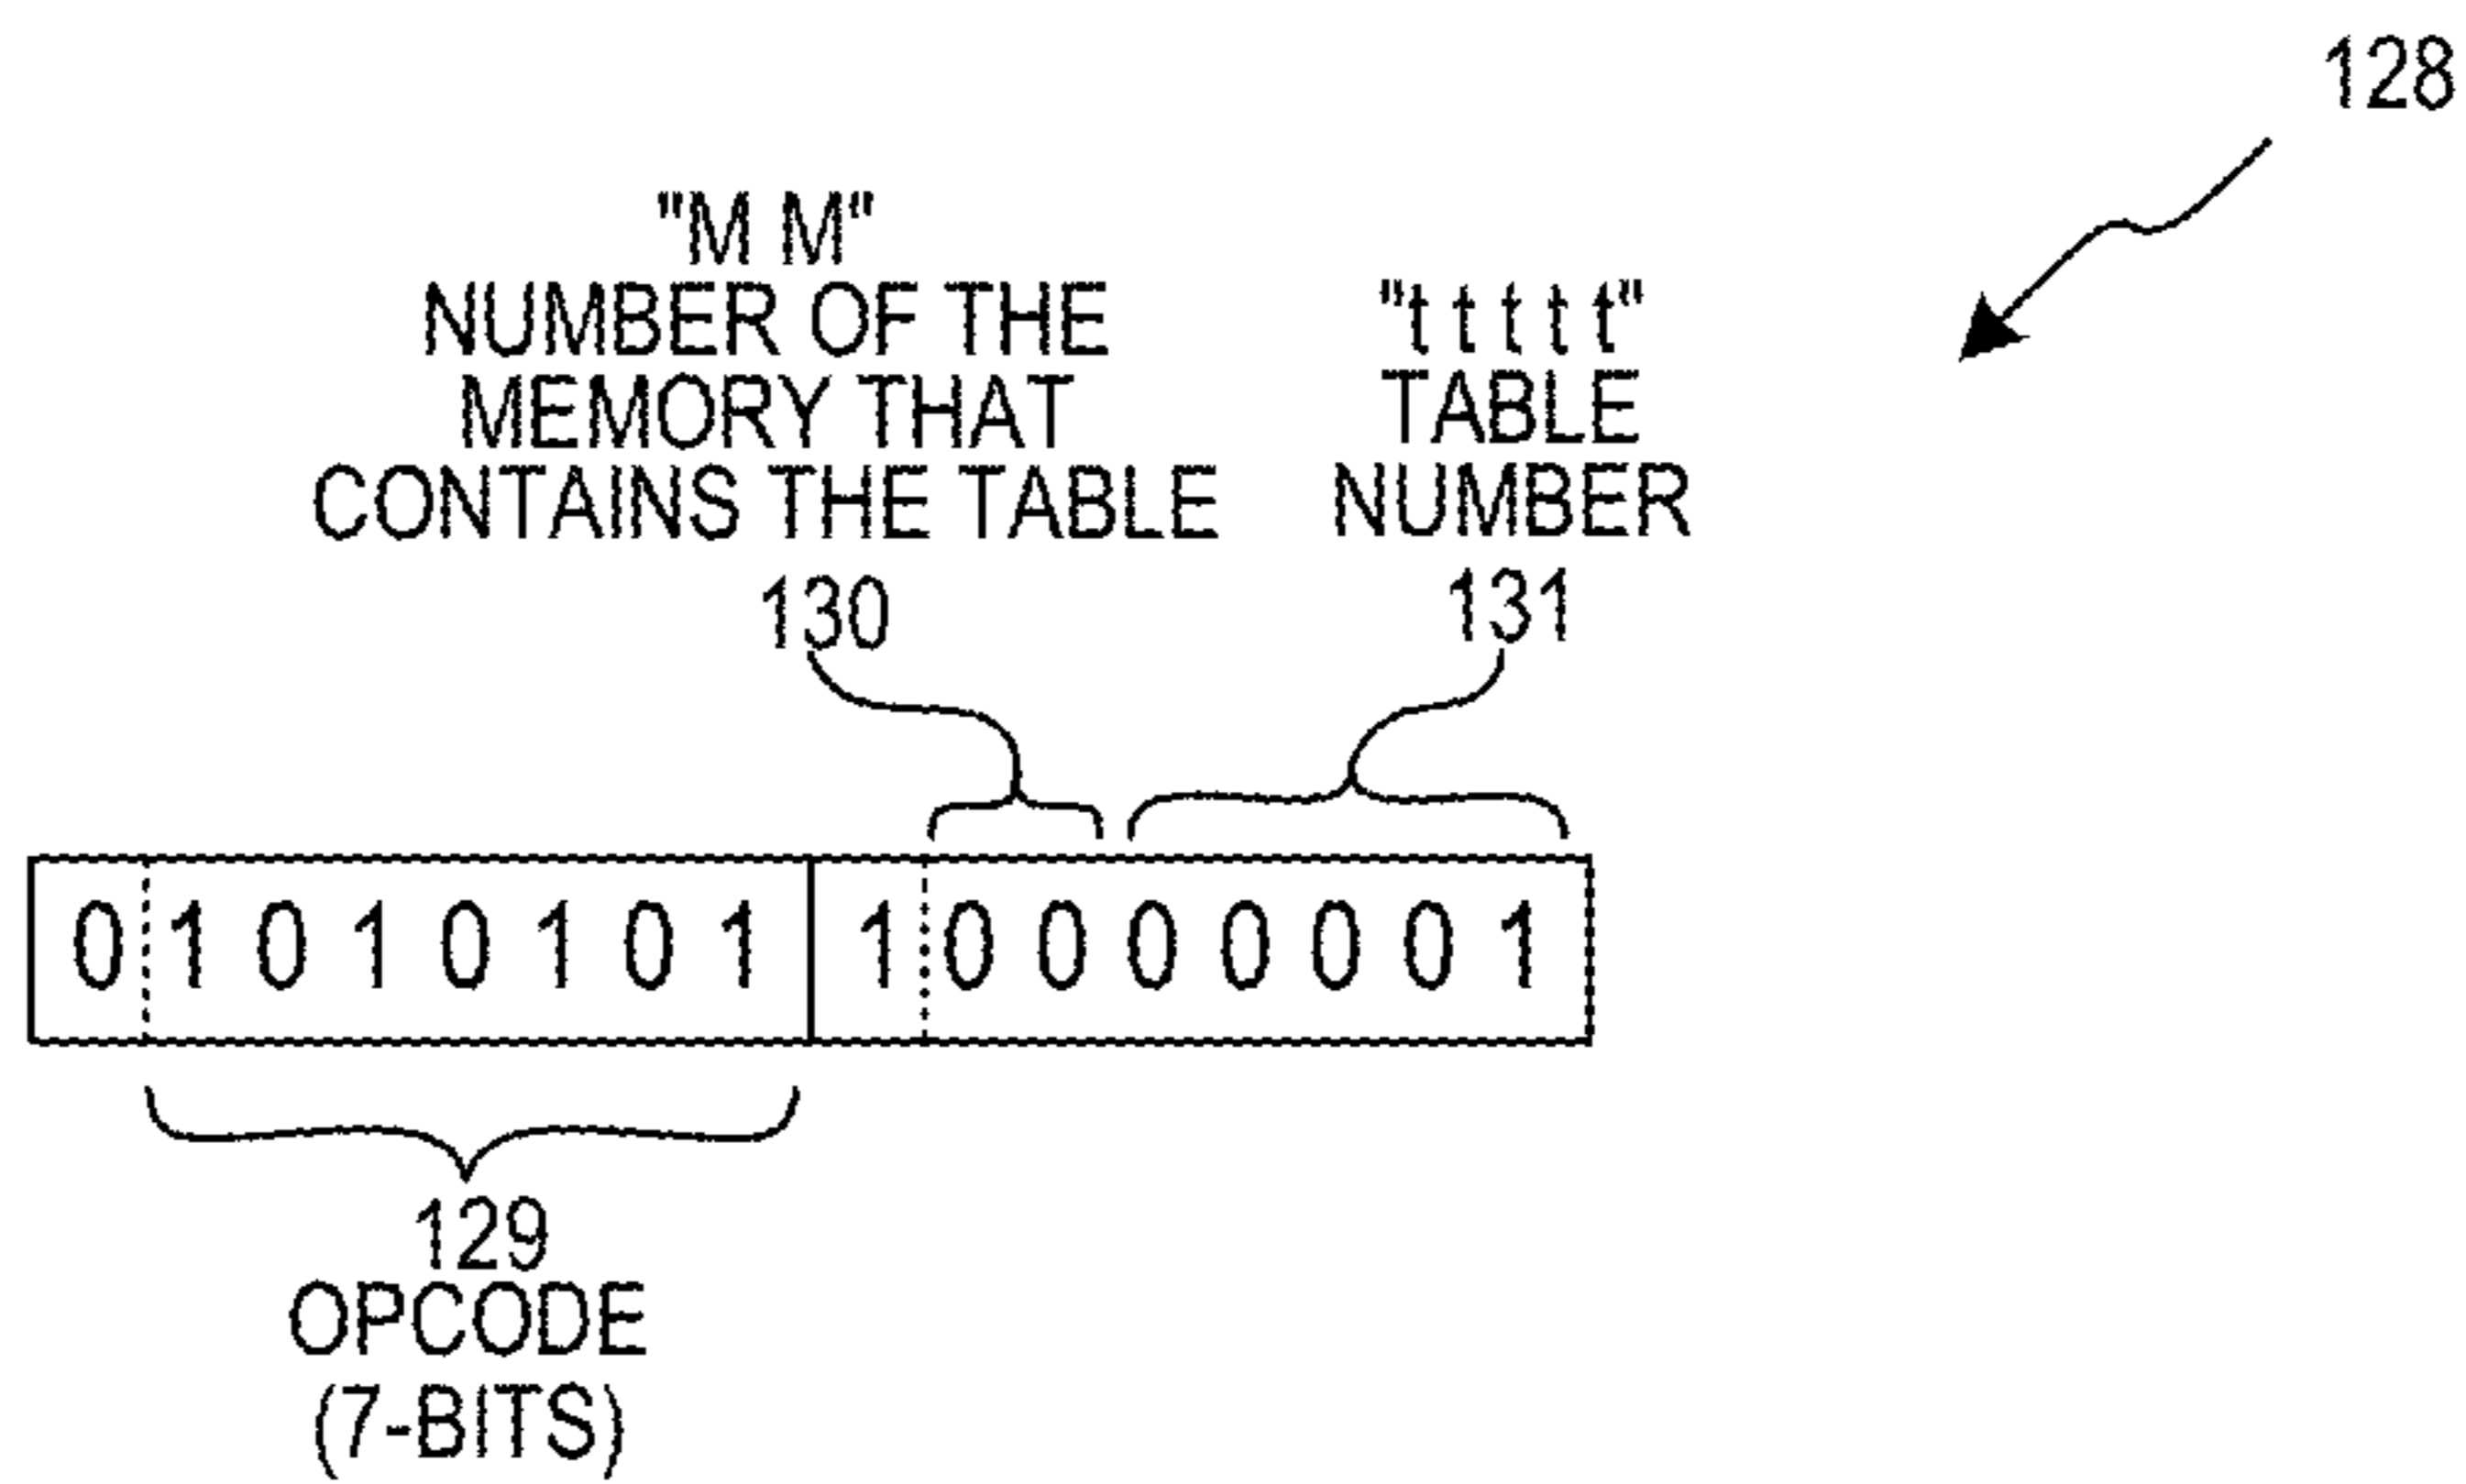 128
"M M"
NUMBER OF THE
MEMORY THAT
CONTAINS THE TABLE
130
"t t t t t"
TABLE
NUMBER
131
0 1 0 1 0 1 0 1 1 0 0 0 0 0 0 1
129
OPCODE
(7-BITS)